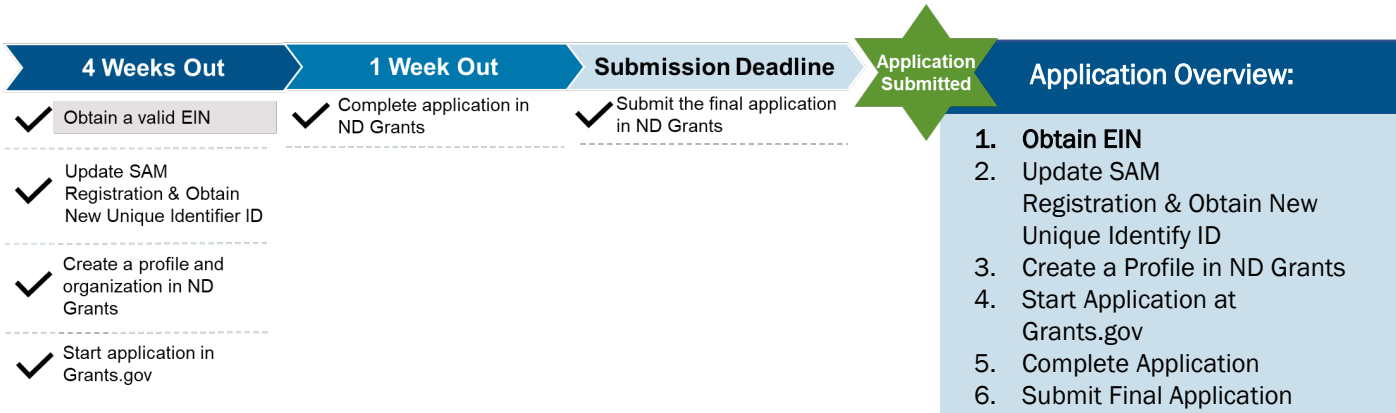 4 Weeks Out
Obtain a valid EIN
Update SAM
Registration & Obtain
New Unique Identifier ID
Create a profile and
organization in ND
Grants
Start application in
Grants.gov
1 Week Out
Complete application in
ND Grants
Submission Deadline
Submit the final application
in ND Grants
Application
Submitted
Application Overview:
1. Obtain EIN
2. Update SAM
Registration & Obtain New
Unique Identify ID
3. Create a Profile in ND Grants
4. Start Application at
Grants.gov
5. Complete Application
6. Submit Final Application